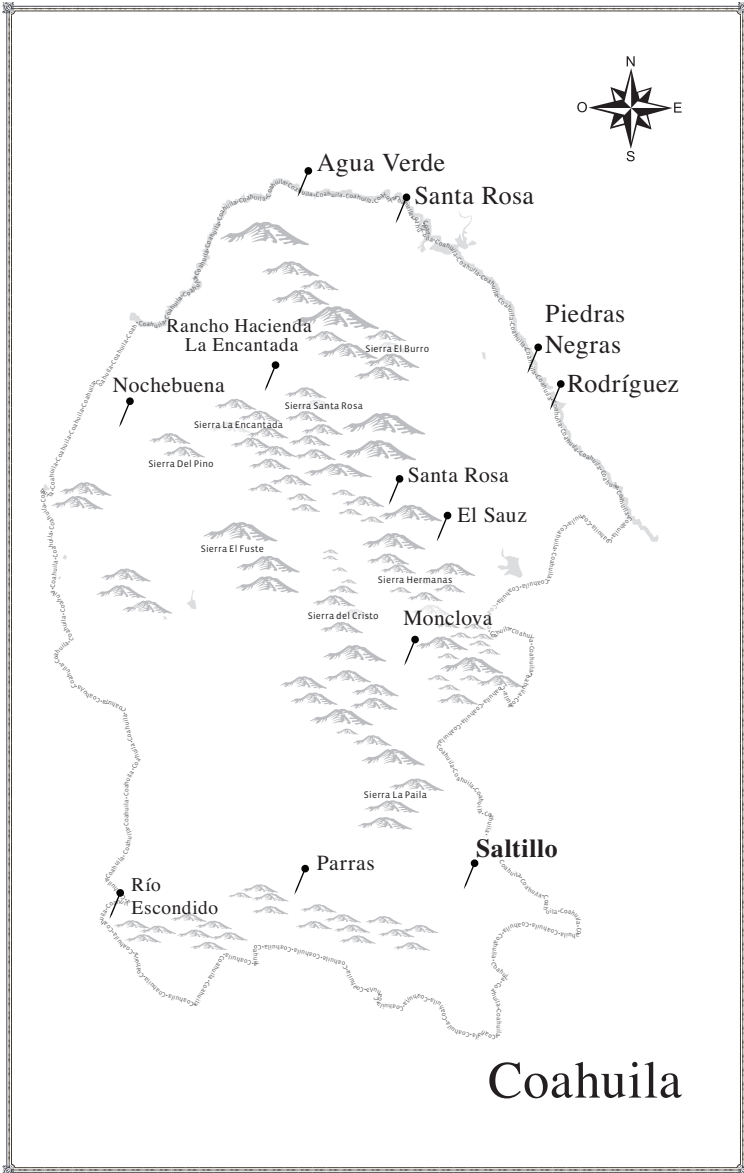 N
O E
S
Agua Verde
Santa Rosa
Piedras
Negras
Rancho Hacienda
La Encantada
Sierra El Burro
Rodríguez
Nochebuena
Sierra Santa Rosa
Sierra La Encantada
Sierra Del Pino
Santa Rosa
El Sauz
Sierra El Fuste
Sierra Hermanas
Sierra del Cristo
Monclova
Sierra La Paila
Saltillo
Parras
Río
Escondido
Coahuila